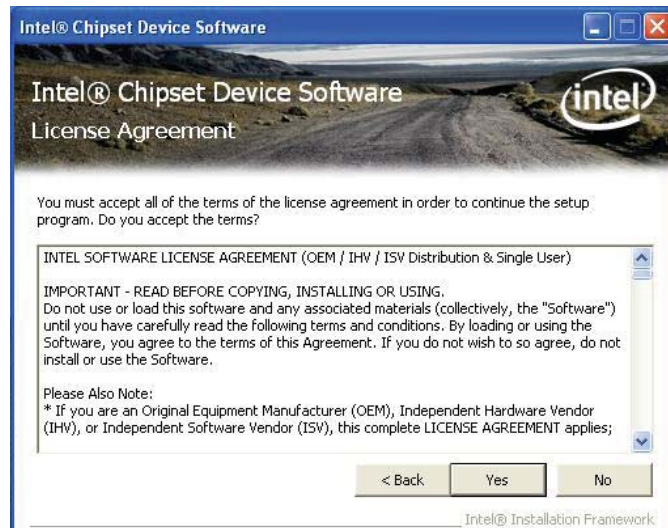 Intel® Chipset Device Software
Intel® Chipset Device Software
intel
License Agreement
You must accept all of the terms of the license agreement in order to continue the setup
program. Do you accept the terms?
INTEL SOFTWARE LICENSE AGREEMENT (OEM / IHV / ISV Distribution & Single User)
IMPORTANT - READ BEFORE COPYING, INSTALLING OR USING.
Do not use or load this software and any associated materials (collectively, the "Software")
until you have carefully read the following terms and conditions. By loading or using the
Software, you agree to the terms of this Agreement. If you do not wish to so agree, do not
install or use the Software.
Please Also Note:
* If you are an Original Equipment Manufacturer (OEM), Independent Hardware Vendor
(IHV), or Independent Software Vendor (ISV), this complete LICENSE AGREEMENT applies;
< Back
Yes
No
Intel® Installation Framework